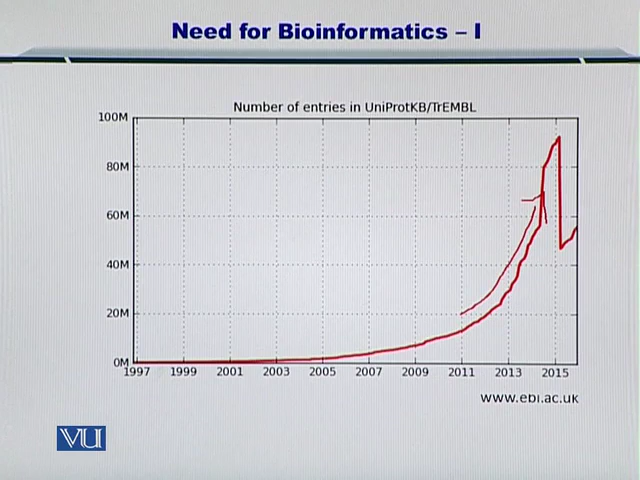 Need for Bioinformatics – I
Number of entries in UniProtKB/TrEMBL
100M
80M
60M
40M
20M
0M
1997 1999 2001 2003 2005 2007 2009 2011 2013 2015
www.ebi.ac.uk
VU